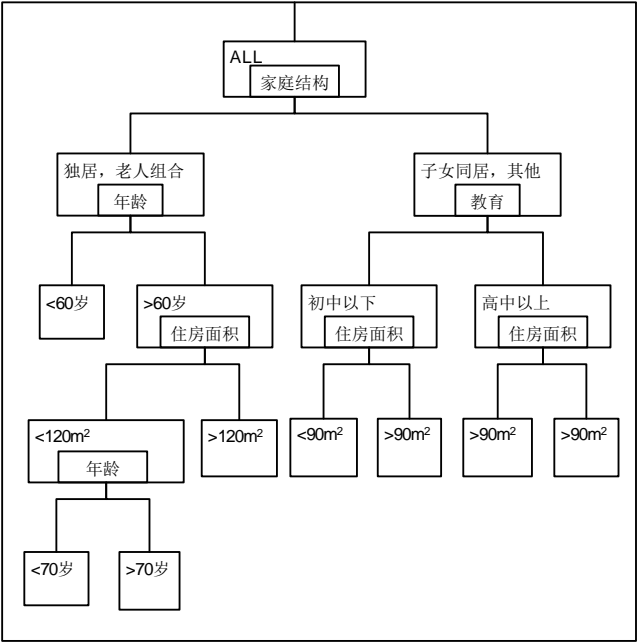 ALL
家庭结构
独居，老人组合
年龄
子女同居，其他
教育
<60岁
>60岁
住房面积
初中以下
住房面积
高中以上
住房面积
<120m²
年龄
>120m²
<90m²
>90m²
>90m²
>90m²
<70岁
>70岁